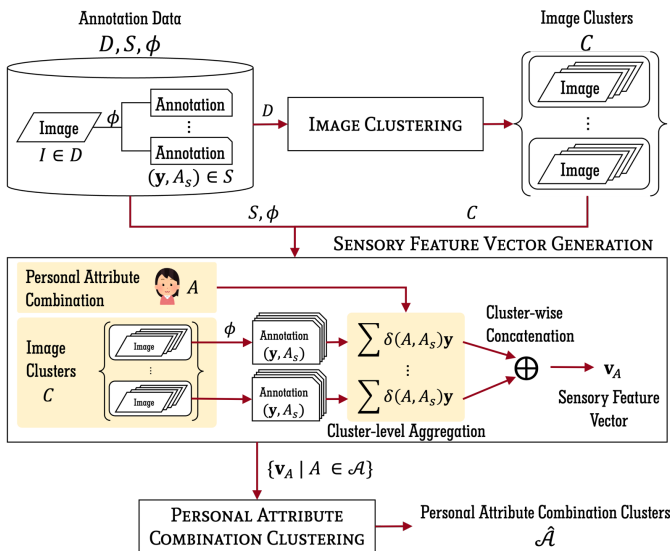 Annotation Data
D, S, ϕ
Image
I ∈ D
ϕ
Annotation
⋮
Annotation
(y, A_s) ∈ S
D
IMAGE CLUSTERING
Image Clusters
C
Image
⋮
Image
S, ϕ
C
SENSORY FEATURE VECTOR GENERATION
Personal Attribute
Combination
A
Image
Clusters
C
Image
⋮
Image
ϕ
Annotation
(y, A_s)
Annotation
(y, A_s)
∑ δ(A, A_s)y
⋮
∑ δ(A, A_s)y
Cluster-level Aggregation
Cluster-wise
Concatenation
⊕
v_A
Sensory Feature
Vector
{v_A | A ∈ 𝒜}
PERSONAL ATTRIBUTE
COMBINATION CLUSTERING
Personal Attribute Combination Clusters
𝒜̂